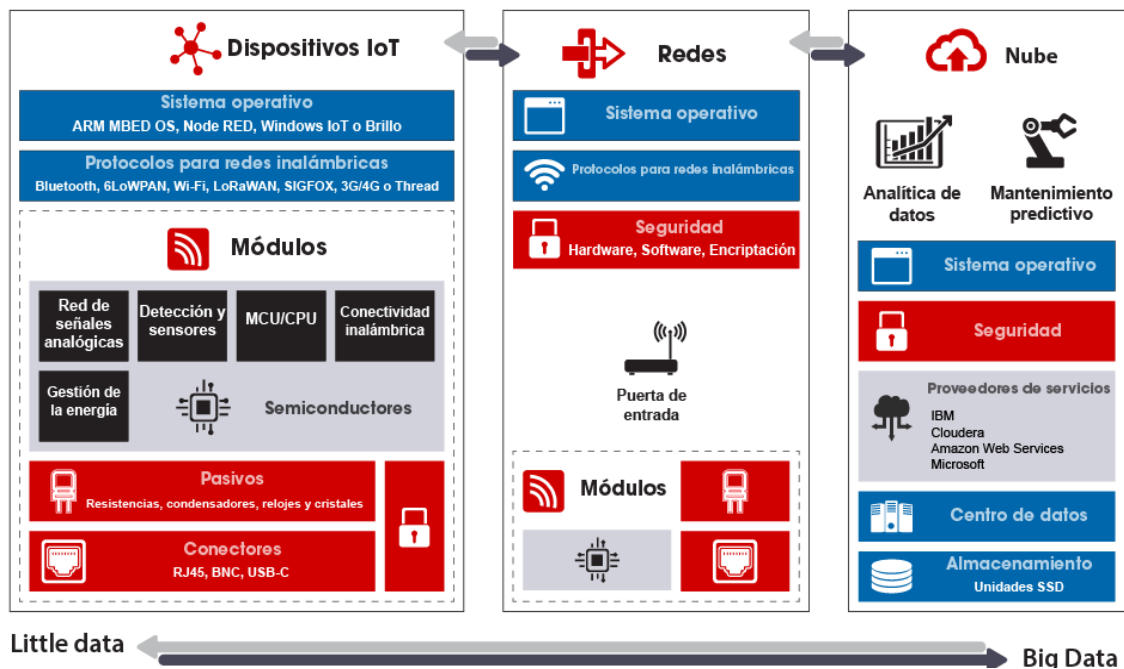 Dispositivos IoT
Sistema operativo
ARM MBED OS, Node RED, Windows IoT o Brillo
Protocolos para redes inalámbricas
Bluetooth, 6LoWPAN, Wi-Fi, LoRaWAN, SIGFOX, 3G/4G o Thread
Módulos
Red de
señales
analógicas
Detección y
sensores
MCU/CPU
Conectividad
inalámbrica
Gestión de
la energía
Semiconductores
Pasivos
Resistencias, condensadores, relojes y cristales
Conectores
RJ45, BNC, USB-C
Redes
Sistema operativo
Protocolos para redes inalámbricas
Seguridad
Hardware, Software, Encriptación
Puerta de
entrada
Módulos
Nube
Analítica de
datos
Mantenimiento
predictivo
Sistema operativo
Seguridad
Proveedores de servicios
IBM
Cloudera
Amazon Web Services
Microsoft
Centro de datos
Almacenamiento
Unidades SSD
Little data
Big Data